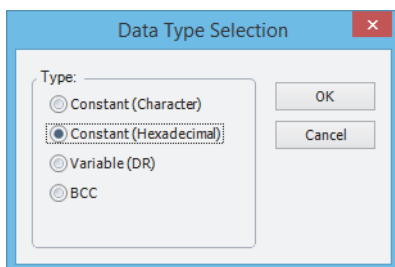 Data Type Selection
Type:
Constant (Character)
OK
Constant (Hexadecimal)
Cancel
Variable (DR)
BCC